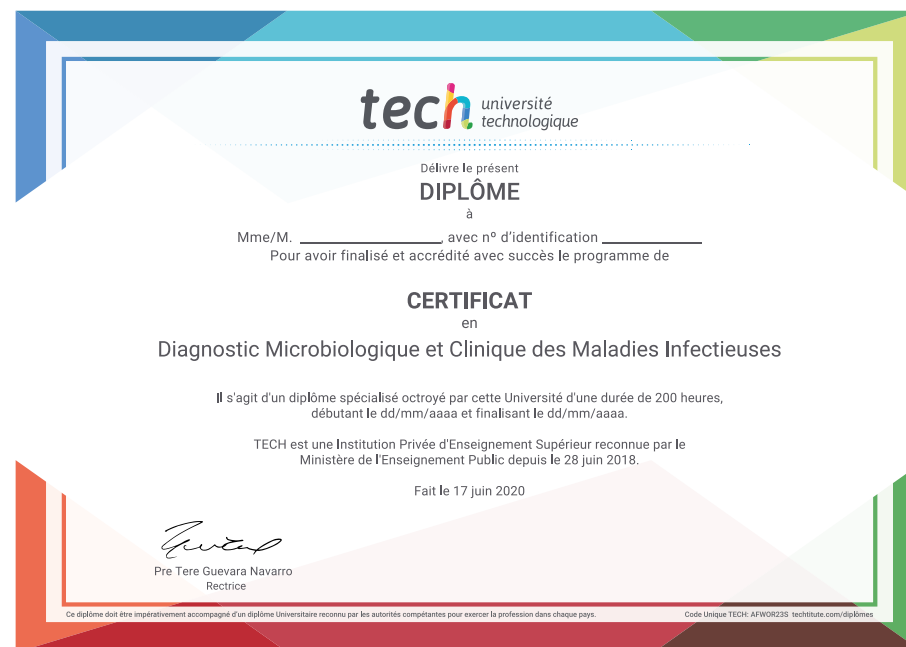 tech université
technologique
Délivre le présent
DIPLÔME
à
Mme/M. ____________________, avec nº d'identification ______________
Pour avoir finalisé et accrédité avec succès le programme de
CERTIFICAT
en
Diagnostic Microbiologique et Clinique des Maladies Infectieuses
Il s'agit d'un diplôme spécialisé octroyé par cette Université d'une durée de 200 heures,
débutant le dd/mm/aaaa et finalisant le dd/mm/aaaa.
TECH est une Institution Privée d'Enseignement Supérieur reconnue par le
Ministère de l'Enseignement Public depuis le 28 juin 2018.
Fait le 17 juin 2020
Pre Tere Guevara Navarro
Rectrice
Ce diplôme doit être impérativement accompagné d'un diplôme Universitaire reconnu par les autorités compétantes pour exercer la profession dans chaque pays.
Code Unique TECH: AFWOR23S techtitute.com/diplômes